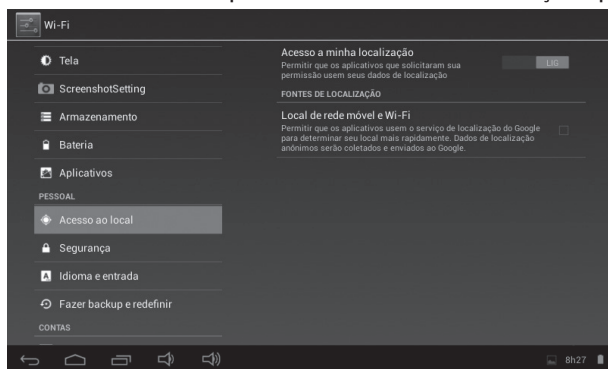 Wi-Fi
Tela
ScreenshotSetting
Armazenamento
Bateria
Aplicativos
PESSOAL
Acesso ao local
Segurança
Idioma e entrada
Fazer backup e redefinir
CONTAS
Acesso a minha localização
Permitir que os aplicativos que solicitaram sua
permissão usem seus dados de localização
LIG
FONTES DE LOCALIZAÇÃO
Local de rede móvel e Wi-Fi
Permitir que os aplicativos usem o serviço de localização do Google
para determinar seu local mais rapidamente. Dados de localização
anônimos serão coletados e enviados ao Google.
8h27